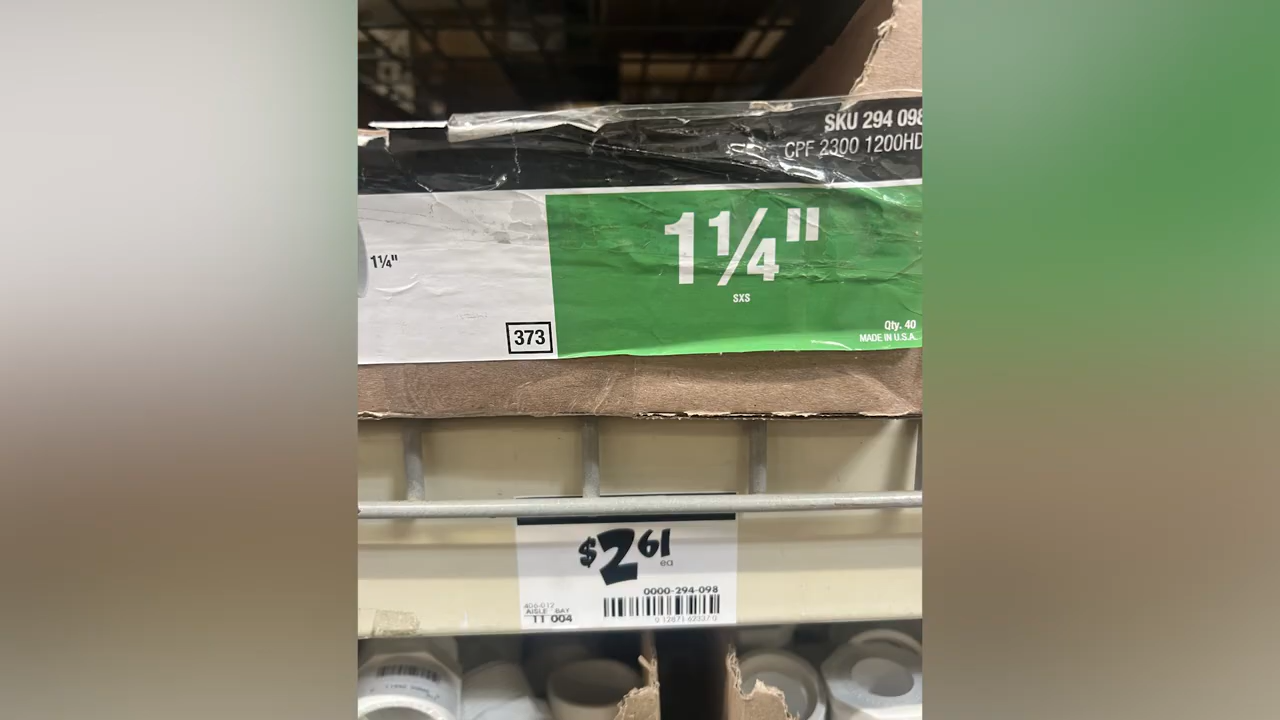 SKU 294 098
CPF 2300 1200HD
1¼"
1¼"
SXS
373
Qty. 40
MADE IN U.S.A.
$2 61
ea
0000-294-098
AISLE BAY
11 004